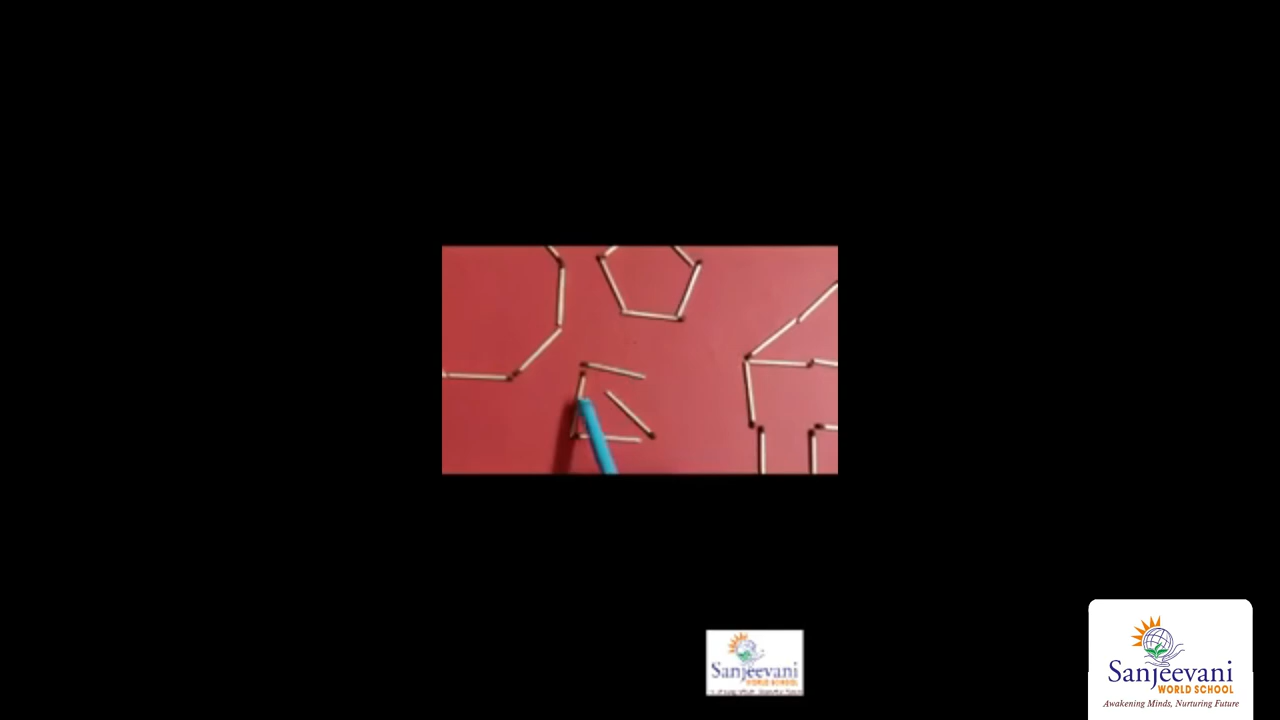 Sanjeevani
WORLD SCHOOL
Sanjeevani
WORLD SCHOOL
Awakening Minds, Nurturing Future